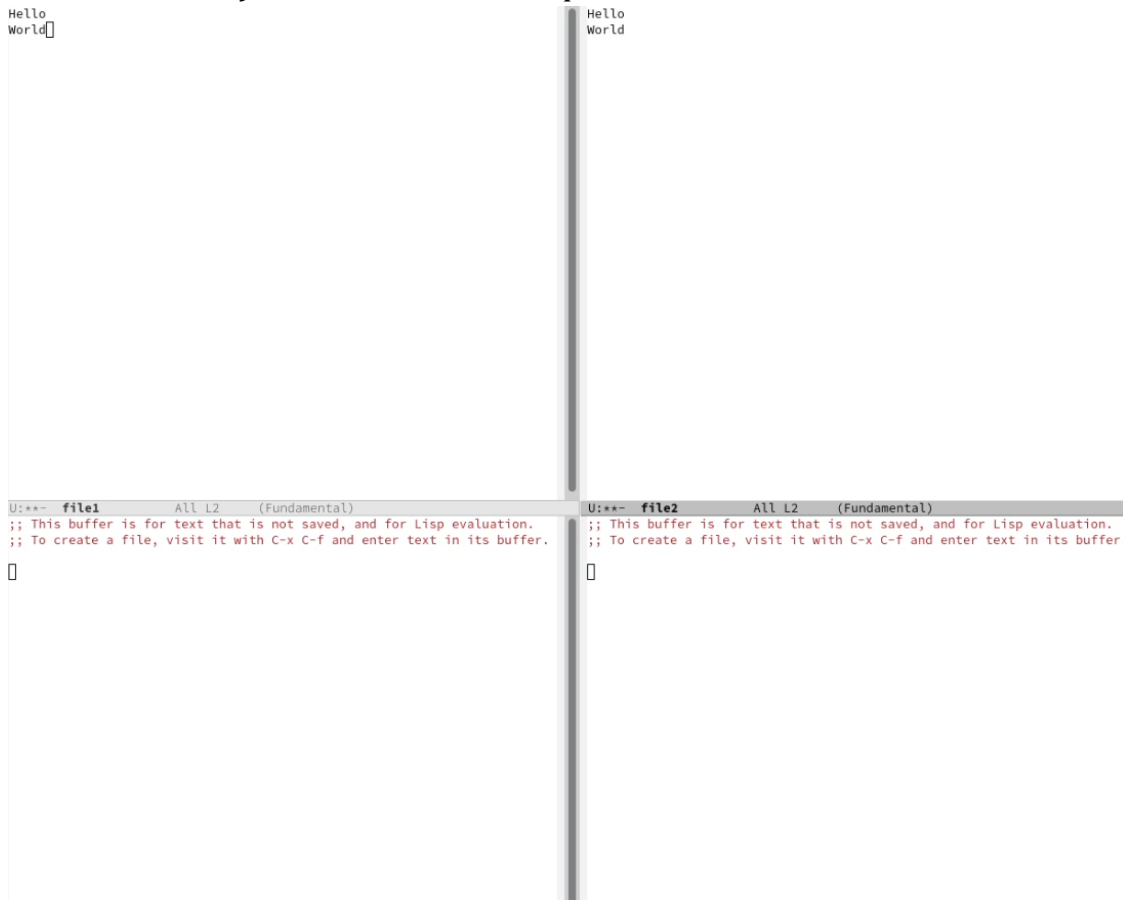 Hello
World
U:**-  file1          All L2     (Fundamental)
;; This buffer is for text that is not saved, and for Lisp evaluation.
;; To create a file, visit it with C-x C-f and enter text in its buffer.
Hello
World
U:**-  file2          All L2     (Fundamental)
;; This buffer is for text that is not saved, and for Lisp evaluation.
;; To create a file, visit it with C-x C-f and enter text in its buffer